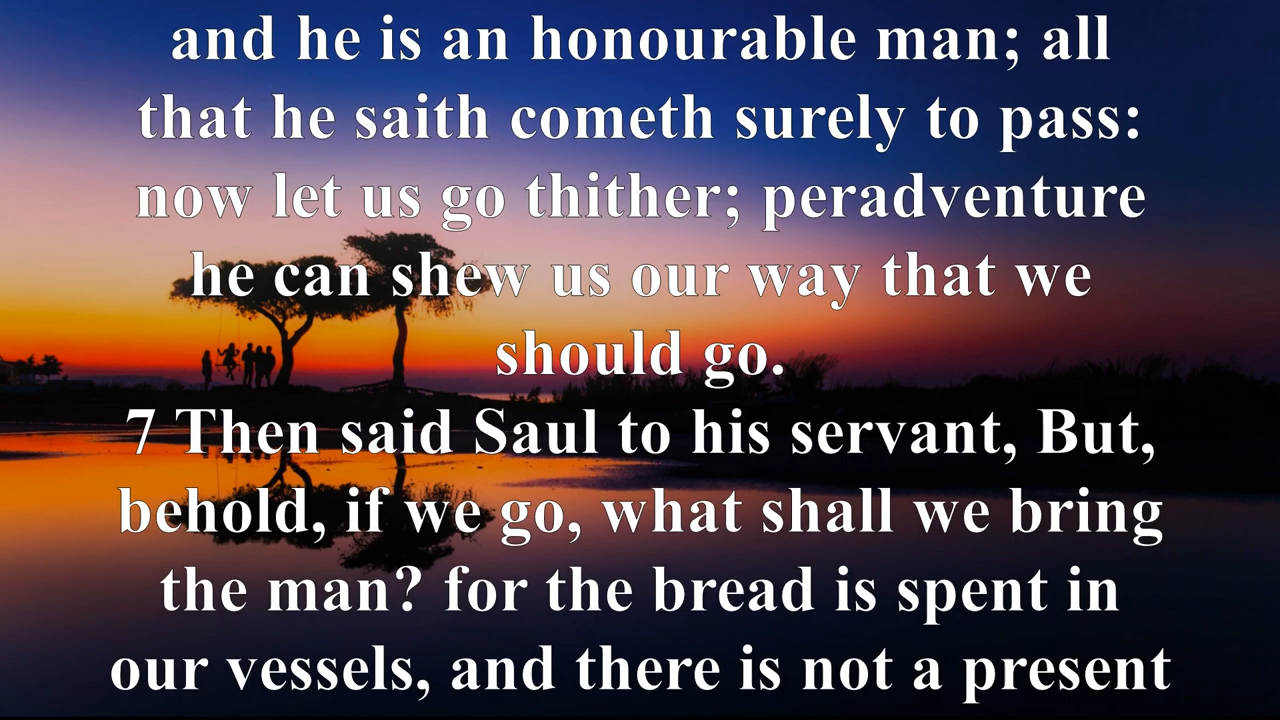 and he is an honourable man; all
that he saith cometh surely to pass:
now let us go thither; peradventure
he can shew us our way that we
should go.
7 Then said Saul to his servant, But,
behold, if we go, what shall we bring
the man? for the bread is spent in
our vessels, and there is not a present